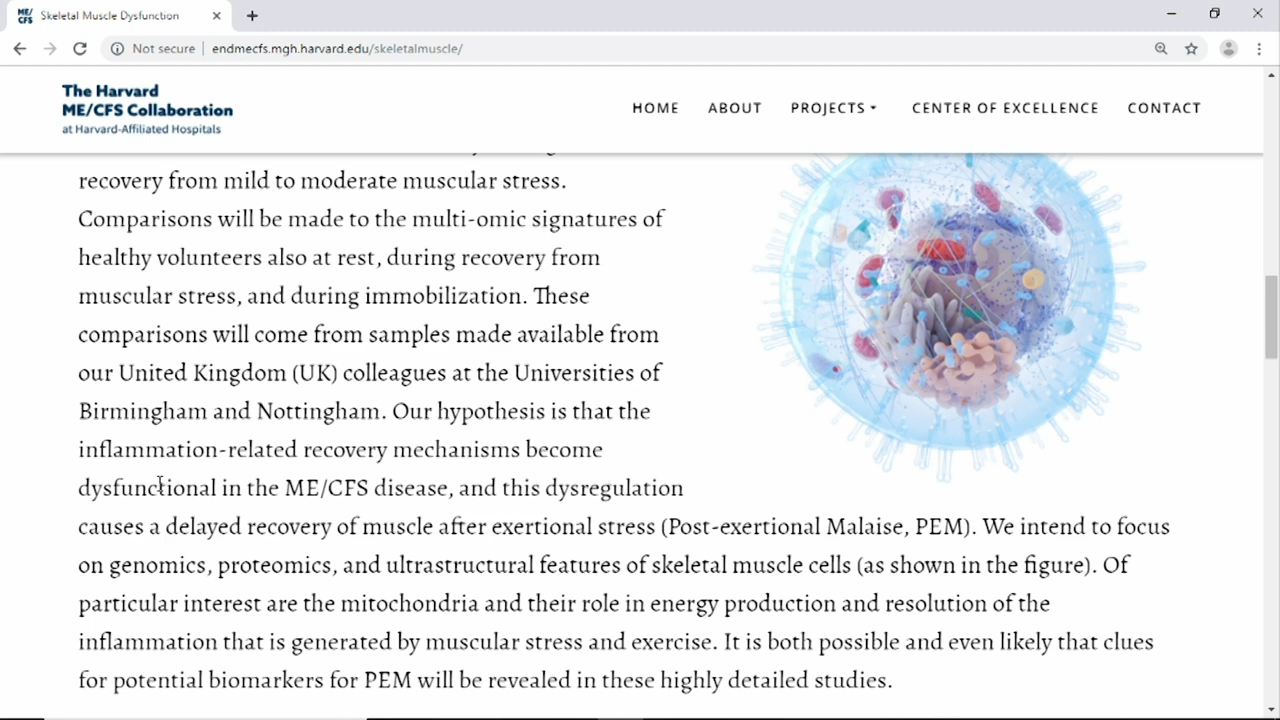 ME/
CFS
Skeletal Muscle Dysfunction
Not secure
endmecfs.mgh.harvard.edu/skeletalmuscle/
The Harvard
ME/CFS Collaboration
at Harvard-Affiliated Hospitals
HOME ABOUT PROJECTS CENTER OF EXCELLENCE CONTACT
recovery from mild to moderate muscular stress.
Comparisons will be made to the multi-omic signatures of
healthy volunteers also at rest, during recovery from
muscular stress, and during immobilization. These
comparisons will come from samples made available from
our United Kingdom (UK) colleagues at the Universities of
Birmingham and Nottingham. Our hypothesis is that the
inflammation-related recovery mechanisms become
dysfunctional in the ME/CFS disease, and this dysregulation
causes a delayed recovery of muscle after exertional stress (Post-exertional Malaise, PEM). We intend to focus
on genomics, proteomics, and ultrastructural features of skeletal muscle cells (as shown in the figure). Of
particular interest are the mitochondria and their role in energy production and resolution of the
inflammation that is generated by muscular stress and exercise. It is both possible and even likely that clues
for potential biomarkers for PEM will be revealed in these highly detailed studies.